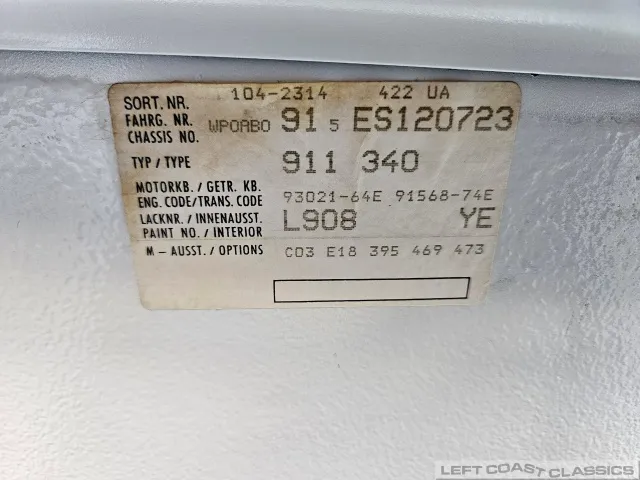 SORT. NR. 104-2314 422 UA
FAHRG. NR.
CHASSIS NO. WPOABO 91 5 ES120723
TYP / TYPE 911 340
MOTORKB. / GETR. KB.
ENG. CODE/TRANS. CODE 93021-64E 91568-74E
LACKNR. / INNENAUSST.
PAINT NO. / INTERIOR L908 YE
M - AUSST. / OPTIONS C03 E18 395 469 473
LEFT COAST CLASSICS